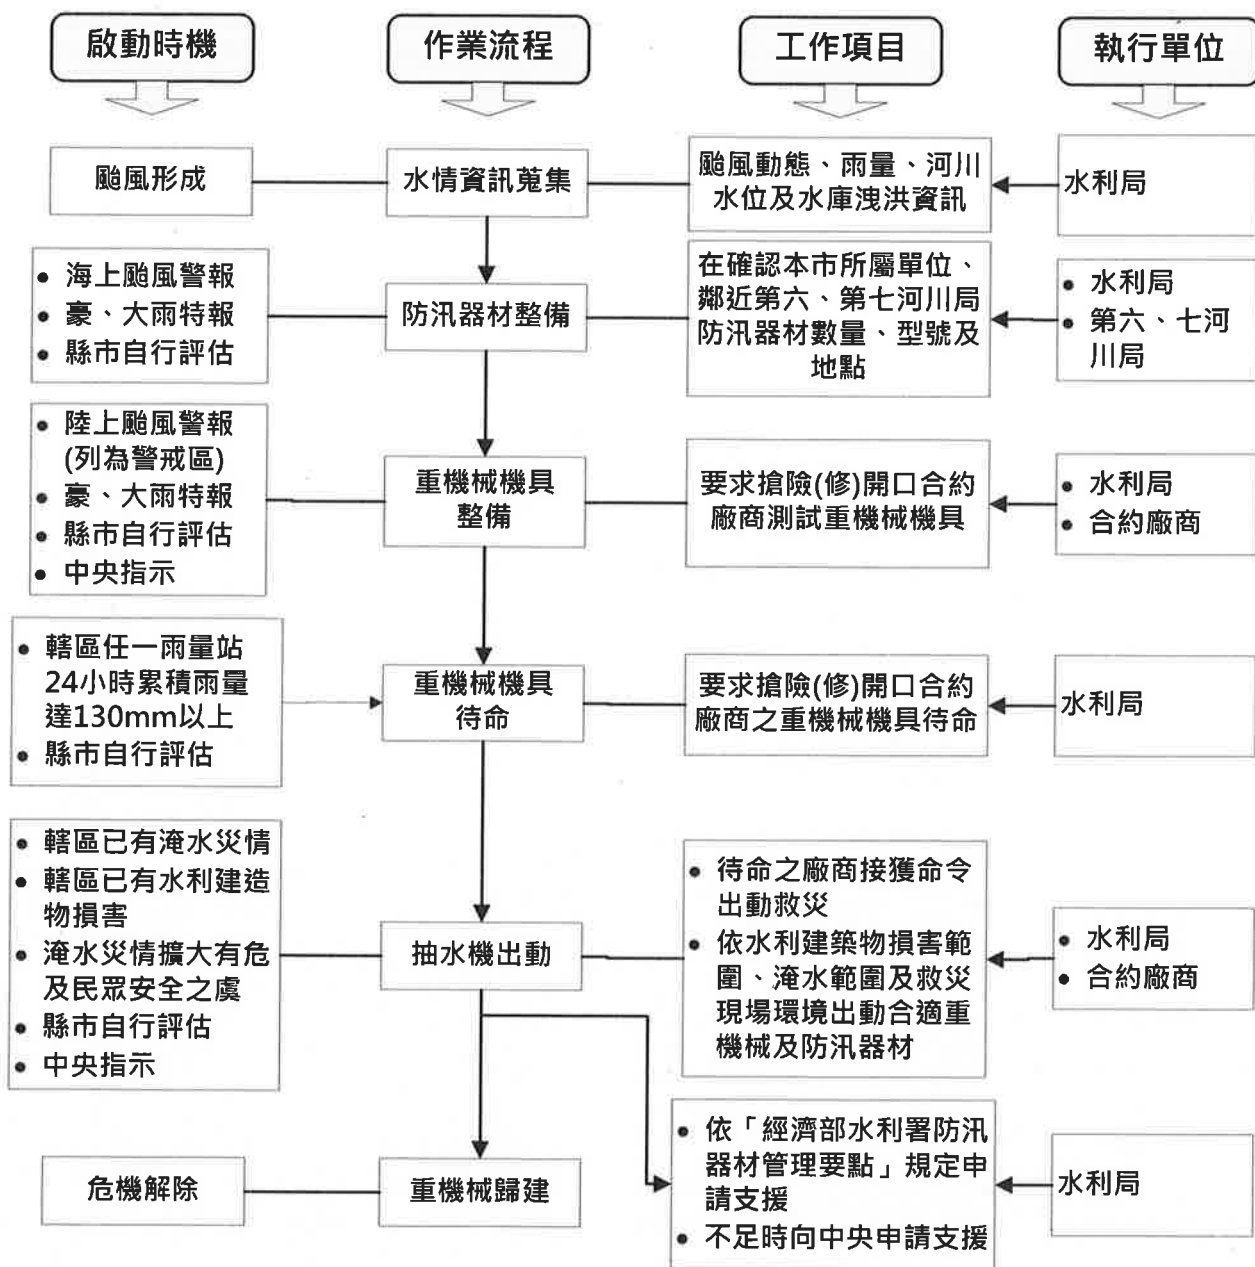 啟動時機
作業流程
工作項目
執行單位
颱風形成
水情資訊蒐集
颱風動態、雨量、河川
水位及水庫洩洪資訊
水利局
• 海上颱風警報
• 豪、大雨特報
• 縣市自行評估
防汛器材整備
在確認本市所屬單位、
鄰近第六、第七河川局
防汛器材數量、型號及
地點
• 水利局
• 第六、七河
川局
• 陸上颱風警報
(列為警戒區)
• 豪、大雨特報
• 縣市自行評估
• 中央指示
重機械機具
整備
要求搶險(修)開口合約
廠商測試重機械機具
• 水利局
• 合約廠商
• 轄區任一雨量站
24小時累積雨量
達130mm以上
• 縣市自行評估
重機械機具
待命
要求搶險(修)開口合約
廠商之重機械機具待命
水利局
• 轄區已有淹水災情
• 轄區已有水利建造
物損害
• 淹水災情擴大有危
及民眾安全之虞
• 縣市自行評估
• 中央指示
抽水機出動
• 待命之廠商接獲命令
出動救災
• 依水利建築物損害範
圍、淹水範圍及救災
現場環境出動合適重
機械及防汛器材
• 水利局
• 合約廠商
• 依「經濟部水利署防汛
器材管理要點」規定申
請支援
• 不足時向中央申請支援
水利局
危機解除
重機械歸建